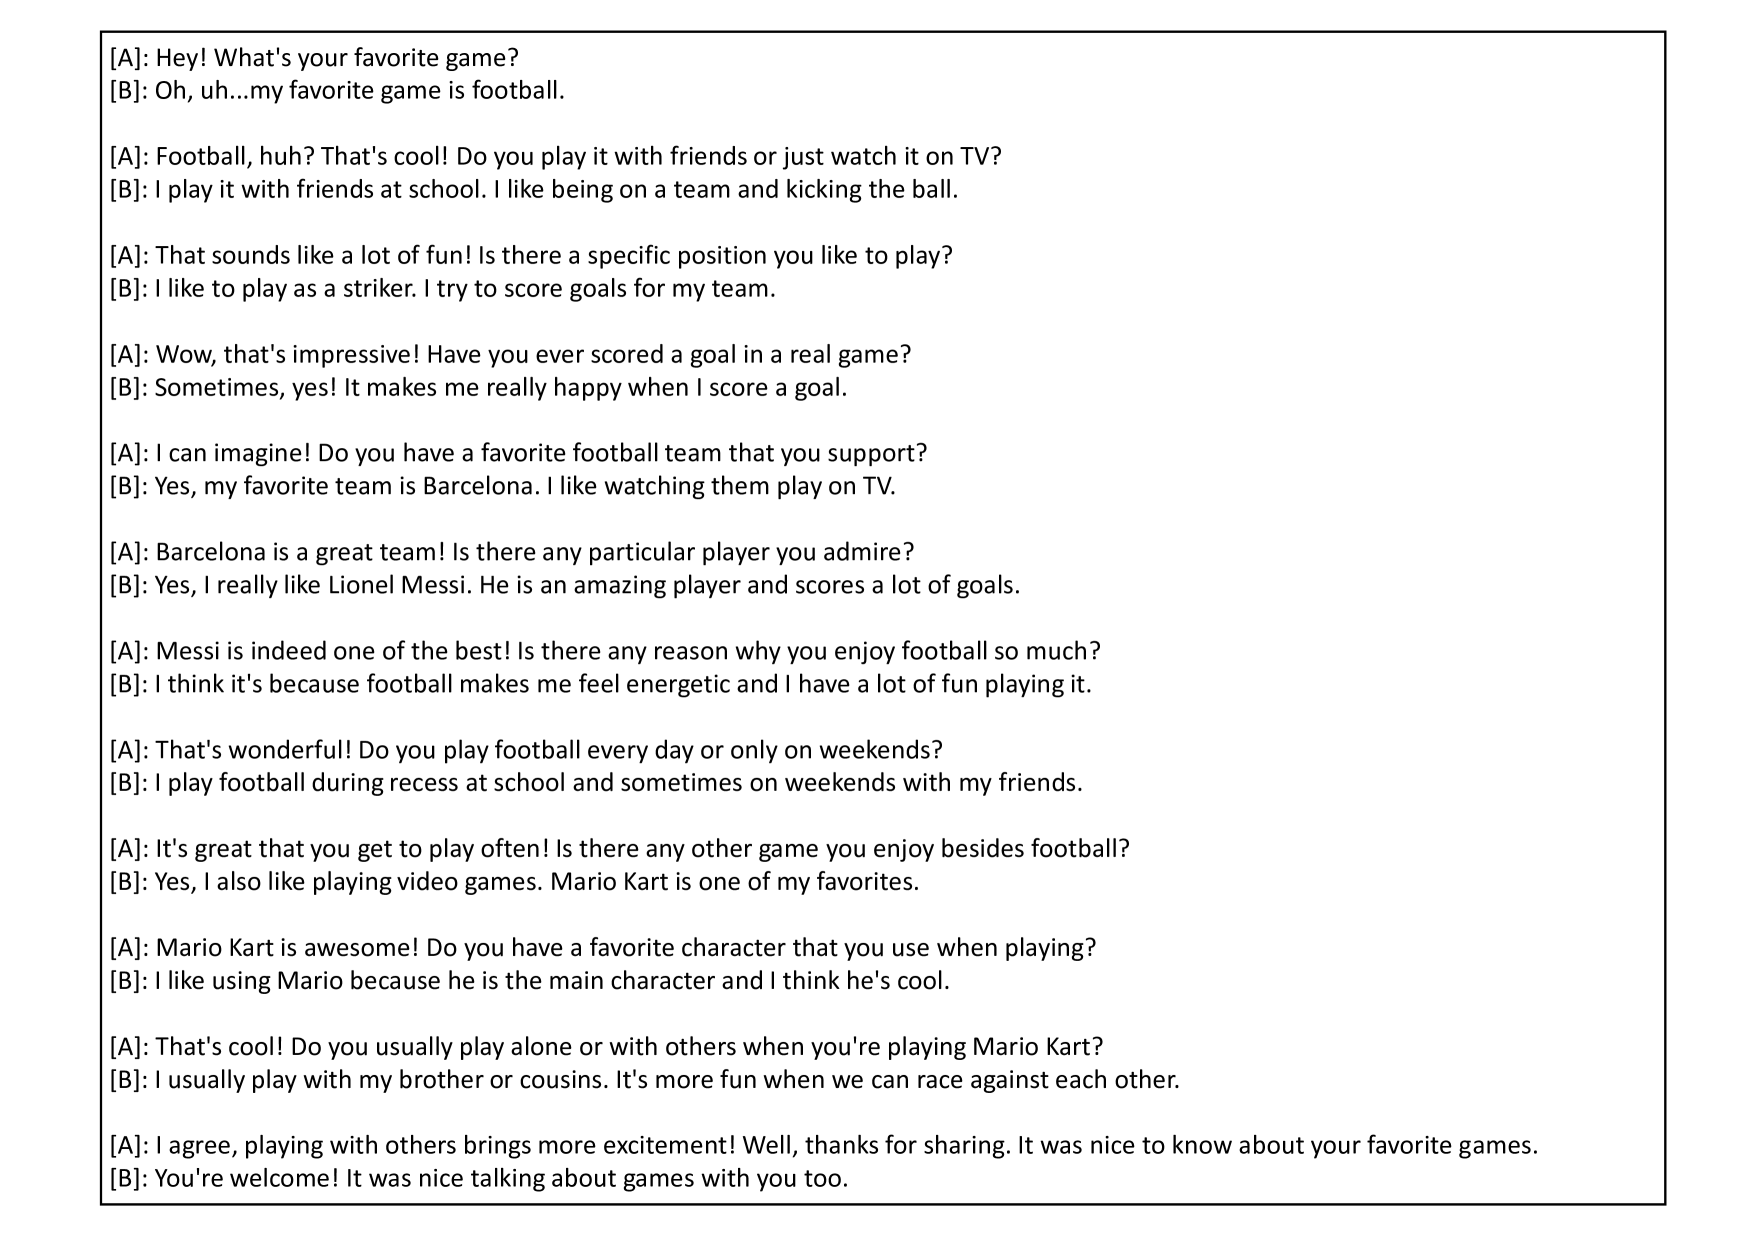 [A]: Hey! What's your favorite game?
[B]: Oh, uh...my favorite game is football.
[A]: Football, huh? That's cool! Do you play it with friends or just watch it on TV?
[B]: I play it with friends at school. I like being on a team and kicking the ball.
[A]: That sounds like a lot of fun! Is there a specific position you like to play?
[B]: I like to play as a striker. I try to score goals for my team.
[A]: Wow, that's impressive! Have you ever scored a goal in a real game?
[B]: Sometimes, yes! It makes me really happy when I score a goal.
[A]: I can imagine! Do you have a favorite football team that you support?
[B]: Yes, my favorite team is Barcelona. I like watching them play on TV.
[A]: Barcelona is a great team! Is there any particular player you admire?
[B]: Yes, I really like Lionel Messi. He is an amazing player and scores a lot of goals.
[A]: Messi is indeed one of the best! Is there any reason why you enjoy football so much?
[B]: I think it's because football makes me feel energetic and I have a lot of fun playing it.
[A]: That's wonderful! Do you play football every day or only on weekends?
[B]: I play football during recess at school and sometimes on weekends with my friends.
[A]: It's great that you get to play often! Is there any other game you enjoy besides football?
[B]: Yes, I also like playing video games. Mario Kart is one of my favorites.
[A]: Mario Kart is awesome! Do you have a favorite character that you use when playing?
[B]: I like using Mario because he is the main character and I think he's cool.
[A]: That's cool! Do you usually play alone or with others when you're playing Mario Kart?
[B]: I usually play with my brother or cousins. It's more fun when we can race against each other.
[A]: I agree, playing with others brings more excitement! Well, thanks for sharing. It was nice to know about your favorite games.
[B]: You're welcome! It was nice talking about games with you too.